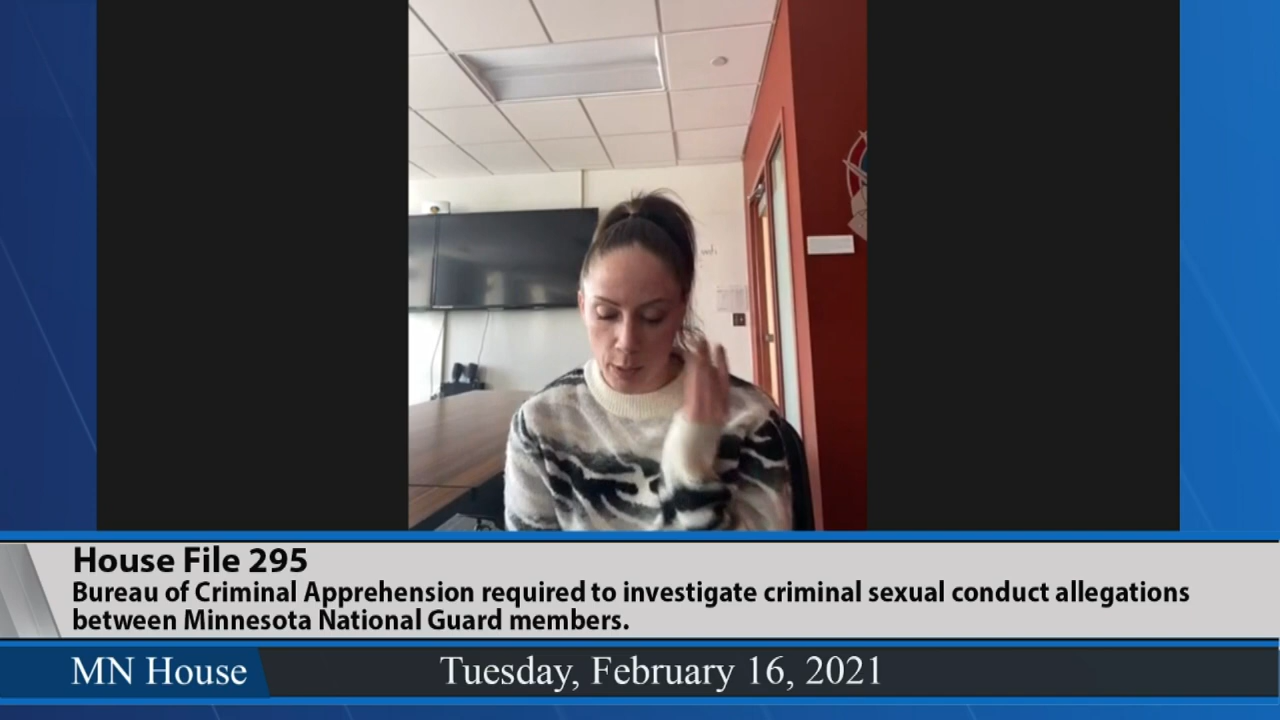 House File 295
Bureau of Criminal Apprehension required to investigate criminal sexual conduct allegations
between Minnesota National Guard members.
MN House
Tuesday, February 16, 2021